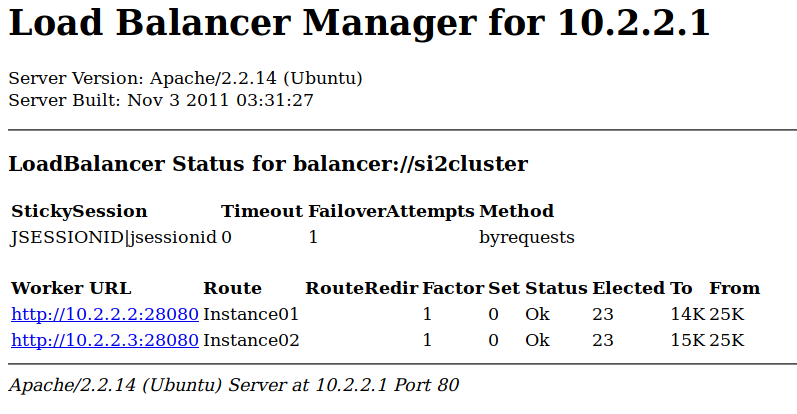 Load Balancer Manager for 10.2.2.1
Server Version: Apache/2.2.14 (Ubuntu)
Server Built: Nov 3 2011 03:31:27
LoadBalancer Status for balancer://si2cluster
StickySession Timeout FailoverAttempts Method
JSESSIONID|jsessionid 0 1 byrequests
Worker URL Route RouteRedir Factor Set Status Elected To From
http://10.2.2.2:28080 Instance01 1 0 Ok 23 14K 25K
http://10.2.2.3:28080 Instance02 1 0 Ok 23 15K 25K
Apache/2.2.14 (Ubuntu) Server at 10.2.2.1 Port 80